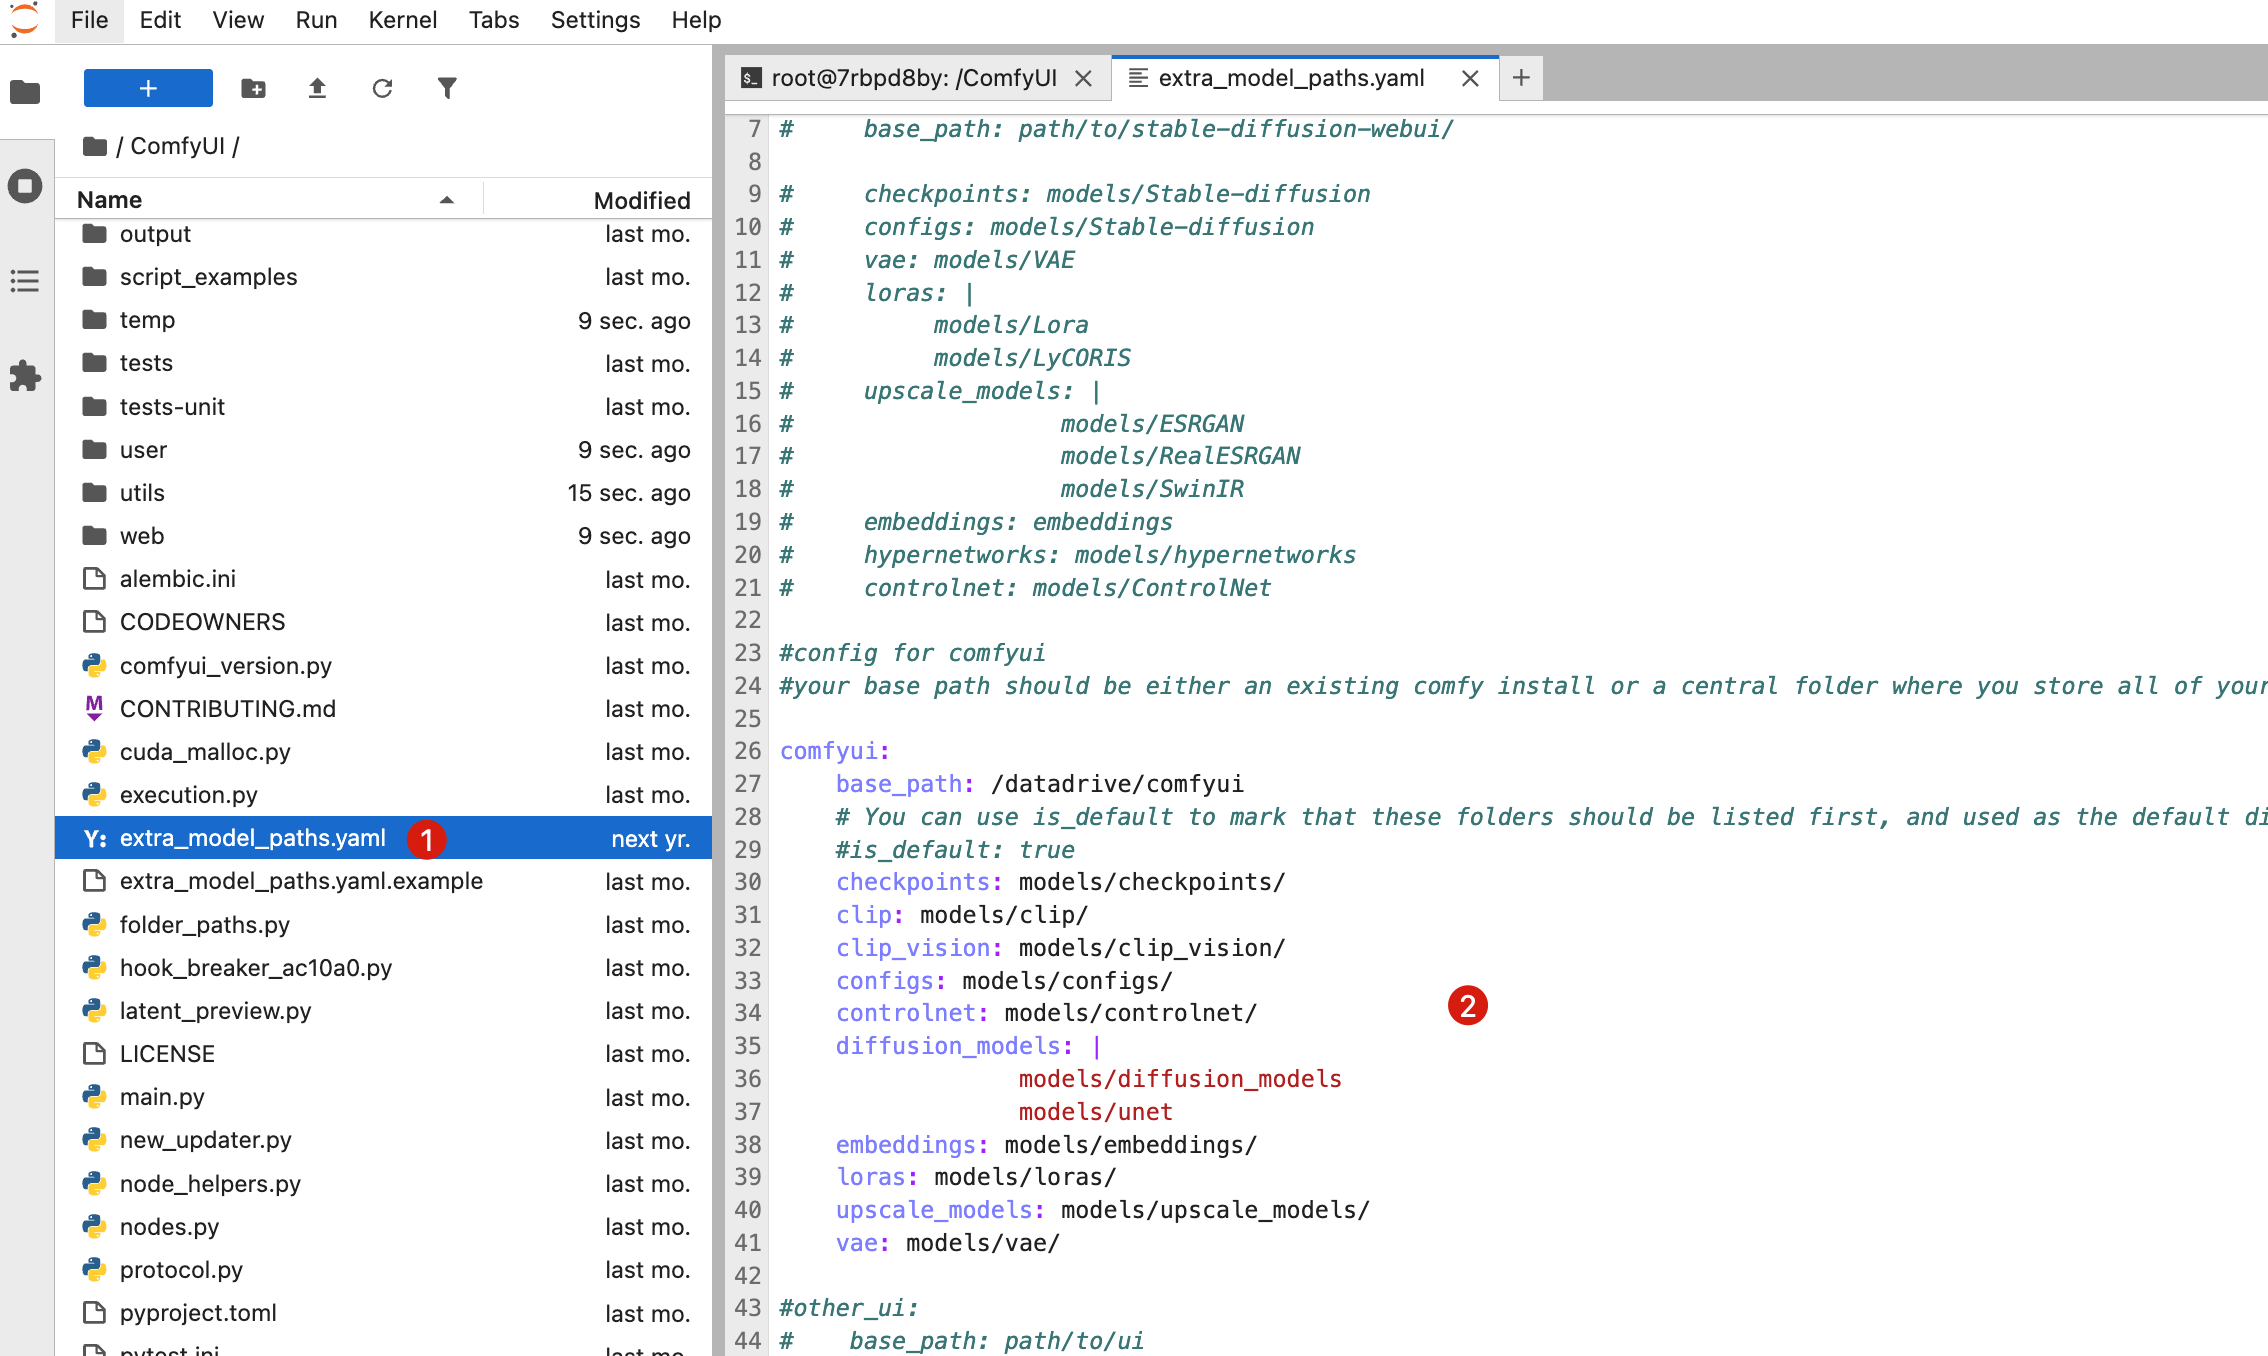 File Edit View Run Kernel Tabs Settings Help
+
/ ComfyUI /
Name Modified
output last mo.
script_examples last mo.
temp 9 sec. ago
tests last mo.
tests-unit last mo.
user 9 sec. ago
utils 15 sec. ago
web 9 sec. ago
alembic.ini last mo.
CODEOWNERS last mo.
comfyui_version.py last mo.
M CONTRIBUTING.md last mo.
cuda_malloc.py last mo.
execution.py last mo.
Y: extra_model_paths.yaml 1 next yr.
extra_model_paths.yaml.example last mo.
folder_paths.py last mo.
hook_breaker_ac10a0.py last mo.
latent_preview.py last mo.
LICENSE last mo.
main.py last mo.
new_updater.py last mo.
node_helpers.py last mo.
nodes.py last mo.
protocol.py last mo.
pyproject.toml last mo.
pytest.ini last mo.
$_ root@7rbpd8by: /ComfyUI × extra_model_paths.yaml × +
7 #     base_path: path/to/stable-diffusion-webui/
8
9 #     checkpoints: models/Stable-diffusion
10 #     configs: models/Stable-diffusion
11 #     vae: models/VAE
12 #     loras: |
13 #          models/Lora
14 #          models/LyCORIS
15 #     upscale_models: |
16 #                   models/ESRGAN
17 #                   models/RealESRGAN
18 #                   models/SwinIR
19 #     embeddings: embeddings
20 #     hypernetworks: models/hypernetworks
21 #     controlnet: models/ControlNet
22
23 #config for comfyui
24 #your base path should be either an existing comfy install or a central folder where you store all of your
25
26 comfyui:
27     base_path: /datadrive/comfyui
28     # You can use is_default to mark that these folders should be listed first, and used as the default di
29     #is_default: true
30     checkpoints: models/checkpoints/
31     clip: models/clip/
32     clip_vision: models/clip_vision/
33     configs: models/configs/
34     controlnet: models/controlnet/
2
35     diffusion_models: |
36                  models/diffusion_models
37                  models/unet
38     embeddings: models/embeddings/
39     loras: models/loras/
40     upscale_models: models/upscale_models/
41     vae: models/vae/
42
43 #other_ui:
44 #    base_path: path/to/ui